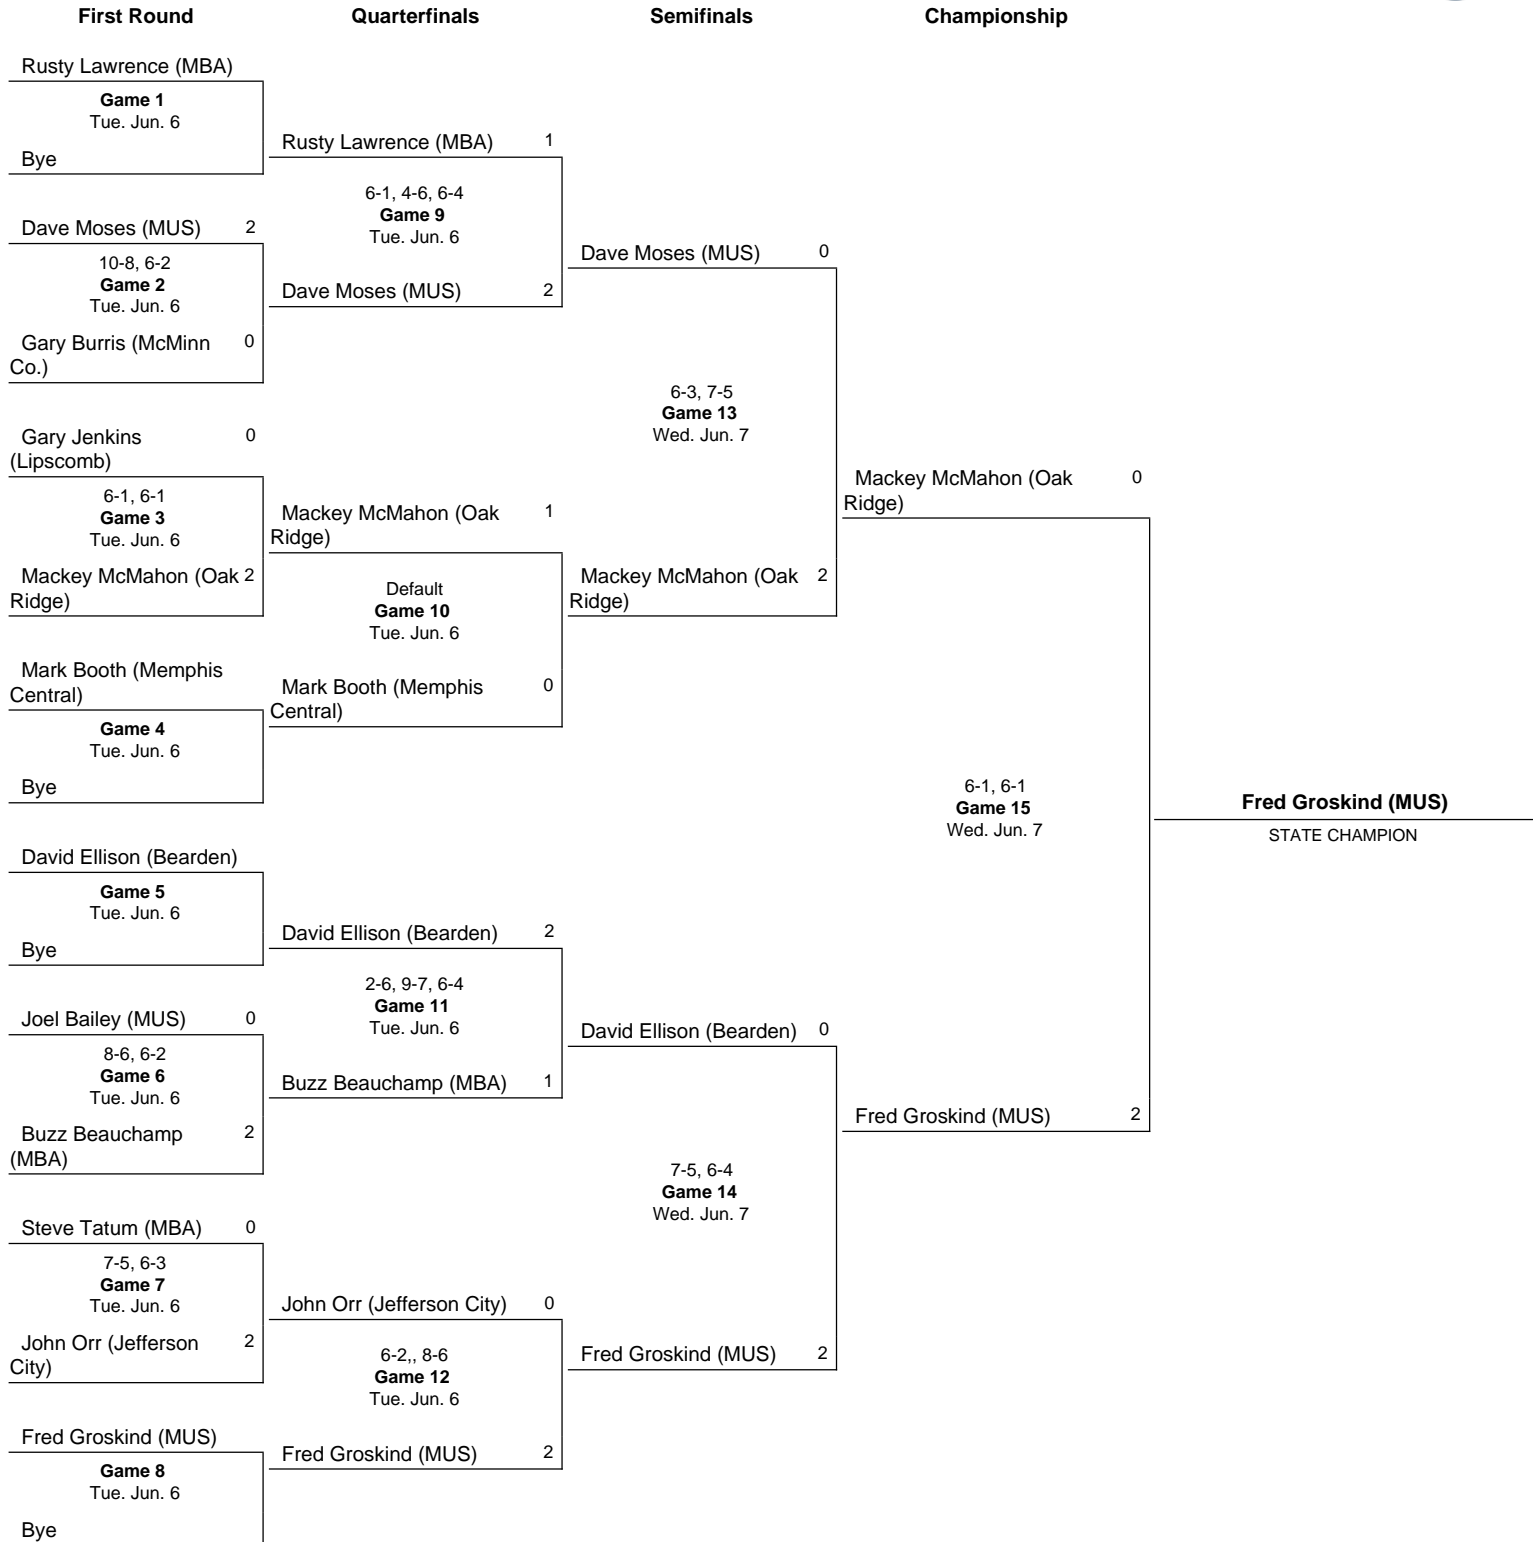 First Round
Quarterfinals
Semifinals
Championship
Rusty Lawrence (MBA)
Game 1
Tue. Jun. 6
Bye
Dave Moses (MUS) 2
10-8, 6-2
Game 2
Tue. Jun. 6
Gary Burris (McMinn 0
Co.)
Gary Jenkins 0
(Lipscomb)
6-1, 6-1
Game 3
Tue. Jun. 6
Mackey McMahon (Oak 2
Ridge)
Mark Booth (Memphis
Central)
Game 4
Tue. Jun. 6
Bye
David Ellison (Bearden)
Game 5
Tue. Jun. 6
Bye
Joel Bailey (MUS) 0
8-6, 6-2
Game 6
Tue. Jun. 6
Buzz Beauchamp 2
(MBA)
Steve Tatum (MBA) 0
7-5, 6-3
Game 7
Tue. Jun. 6
John Orr (Jefferson 2
City)
Fred Groskind (MUS)
Game 8
Tue. Jun. 6
Bye
Rusty Lawrence (MBA) 1
6-1, 4-6, 6-4
Game 9
Tue. Jun. 6
Dave Moses (MUS) 2
Mackey McMahon (Oak 1
Ridge)
Default
Game 10
Tue. Jun. 6
Mark Booth (Memphis 0
Central)
David Ellison (Bearden) 2
2-6, 9-7, 6-4
Game 11
Tue. Jun. 6
Buzz Beauchamp (MBA) 1
John Orr (Jefferson City) 0
6-2,, 8-6
Game 12
Tue. Jun. 6
Fred Groskind (MUS) 2
Dave Moses (MUS) 0
6-3, 7-5
Game 13
Wed. Jun. 7
Mackey McMahon (Oak 2
Ridge)
David Ellison (Bearden) 0
7-5, 6-4
Game 14
Wed. Jun. 7
Fred Groskind (MUS) 2
Mackey McMahon (Oak 0
Ridge)
6-1, 6-1
Game 15
Wed. Jun. 7
Fred Groskind (MUS) 2
Fred Groskind (MUS)
STATE CHAMPION